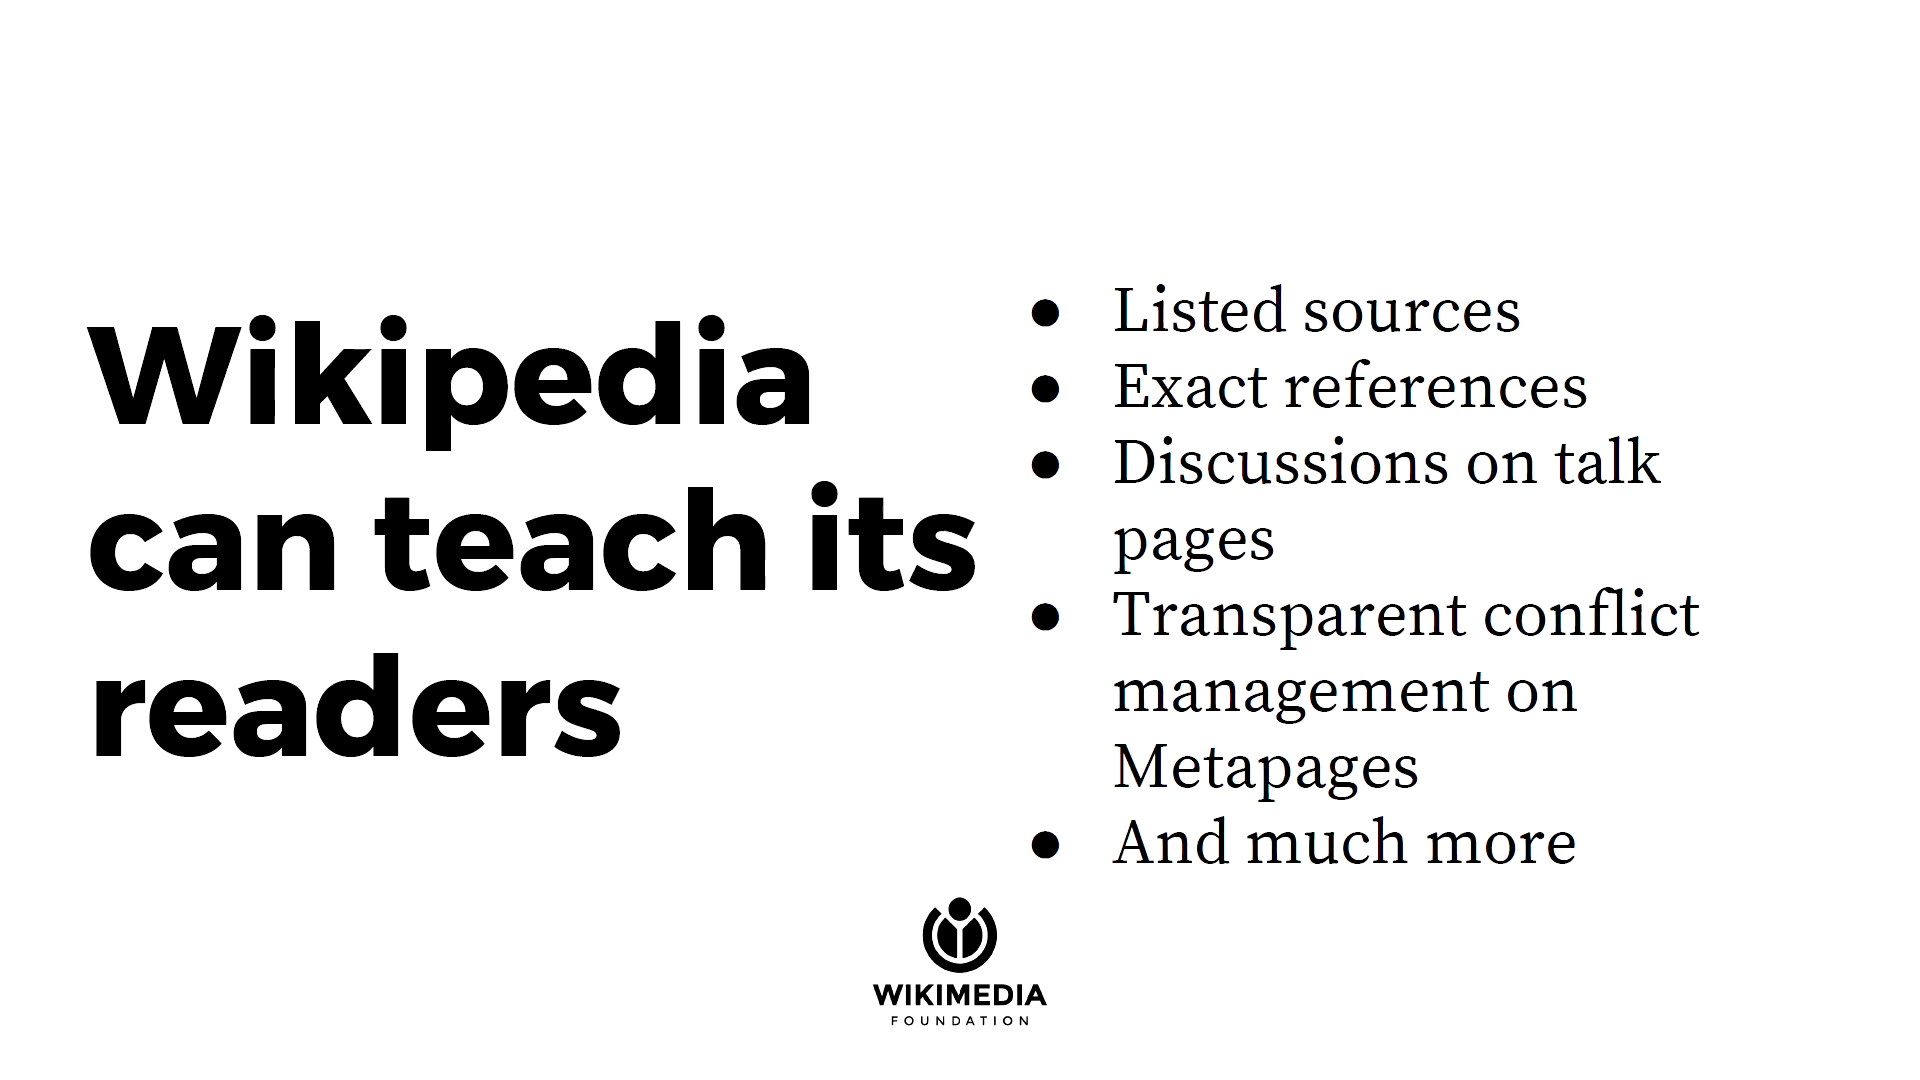 Wikipedia
can teach its
readers
● Listed sources
● Exact references
● Discussions on talk
pages
● Transparent conflict
management on
Metapages
● And much more
WIKIMEDIA
FOUNDATION